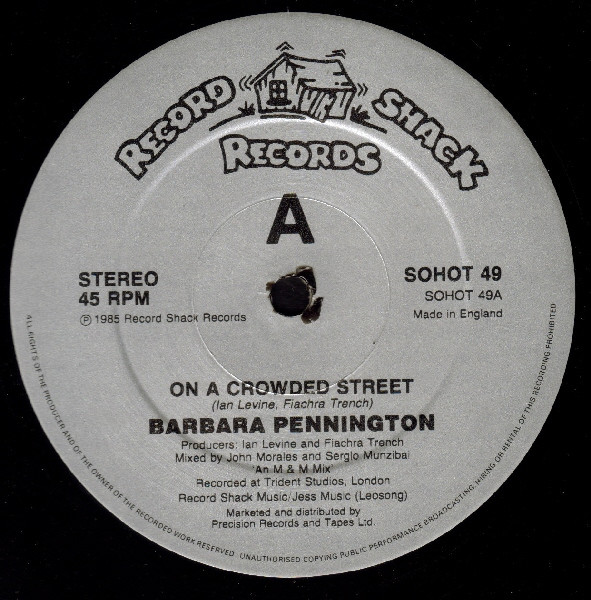 RECORD SHACK
RECORDS
A
STEREO
45 RPM
Ⓟ 1985 Record Shack Records
SOHOT 49
SOHOT 49A
Made in England
ON A CROWDED STREET
(Ian Levine, Fiachra Trench)
BARBARA PENNINGTON
Producers; Ian Levine and Fiachra Trench
Mixed by John Morales and Sergio Munzibai
'An M & M Mix'
Recorded at Trident Studios, London
Record Shack Music/Jess Music (Leosong)
Marketed and distributed by
Precision Records and Tapes Ltd.
ALL RIGHTS OF THE PRODUCER AND OF THE OWNER OF THE RECORDED WORK RESERVED UNAUTHORISED COPYING PUBLIC PERFORMANCE BROADCASTING, HIRING OR RENTAL OF THIS RECORDING PROHIBITED